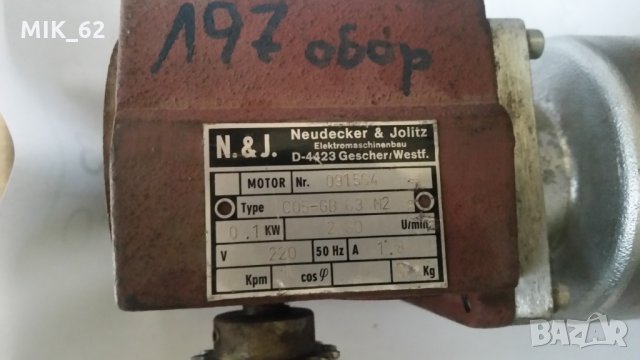 MIK_62
197 обор
N.&J.
Neudecker & Jolitz
Elektromaschinenbau
D-4423 Gescher/Westf.
MOTOR Nr.
Type
0.1 KW U/min
V 220 50 Hz A
Kpm cos φ Kg
BAZAR